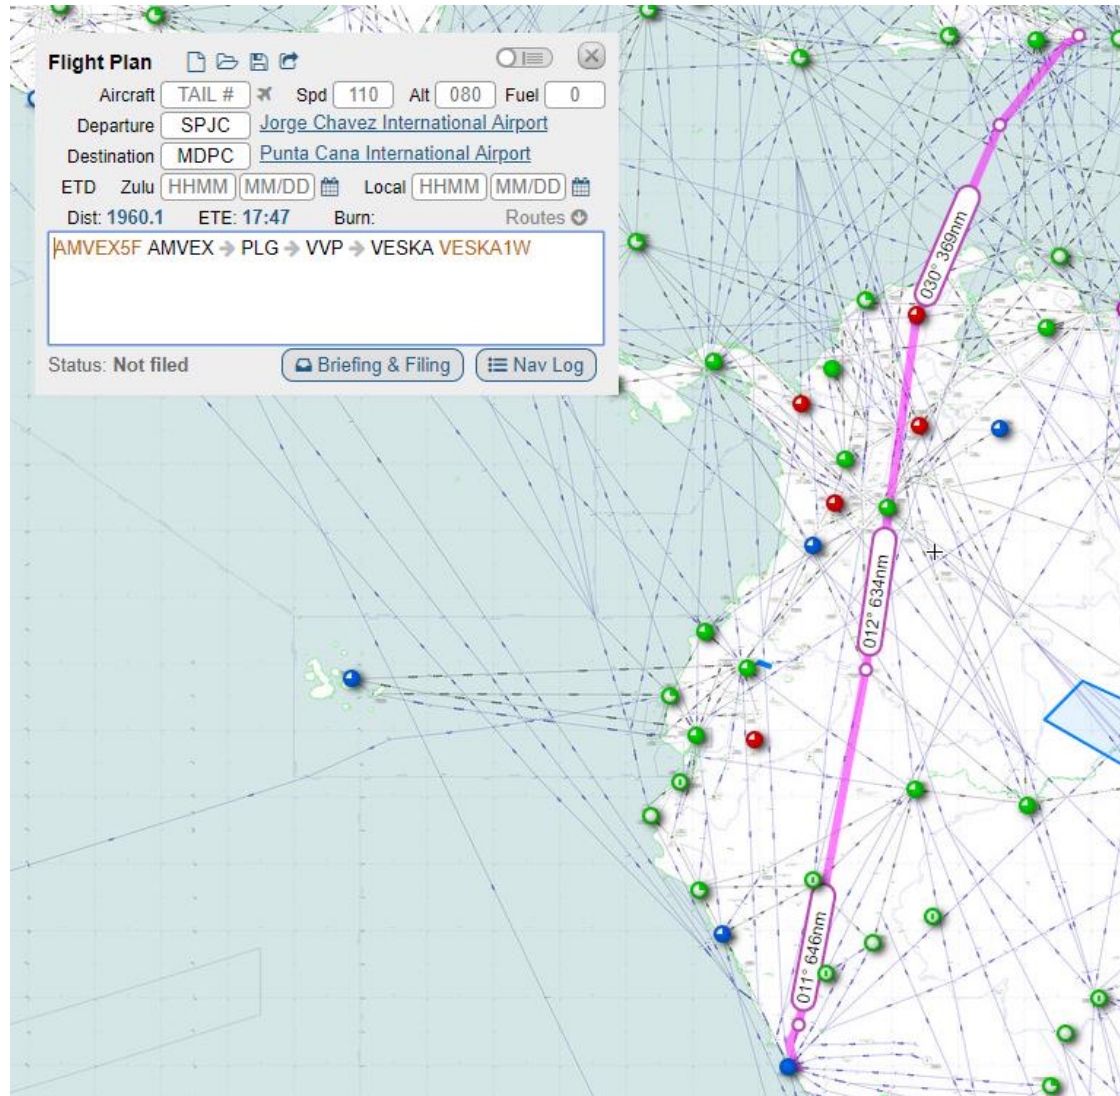 Flight Plan
Aircraft TAIL # Spd 110 Alt 080 Fuel 0
Departure SPJC Jorge Chavez International Airport
Destination MDPC Punta Cana International Airport
ETD Zulu HHMM MM/DD Local HHMM MM/DD
Dist: 1960.1 ETE: 17:47 Burn: Routes
AMVEX5F AMVEX → PLG → VVP → VESKA VESKA1W
Status: Not filed Briefing & Filing Nav Log
030° 369nm
012° 634nm
011° 646nm